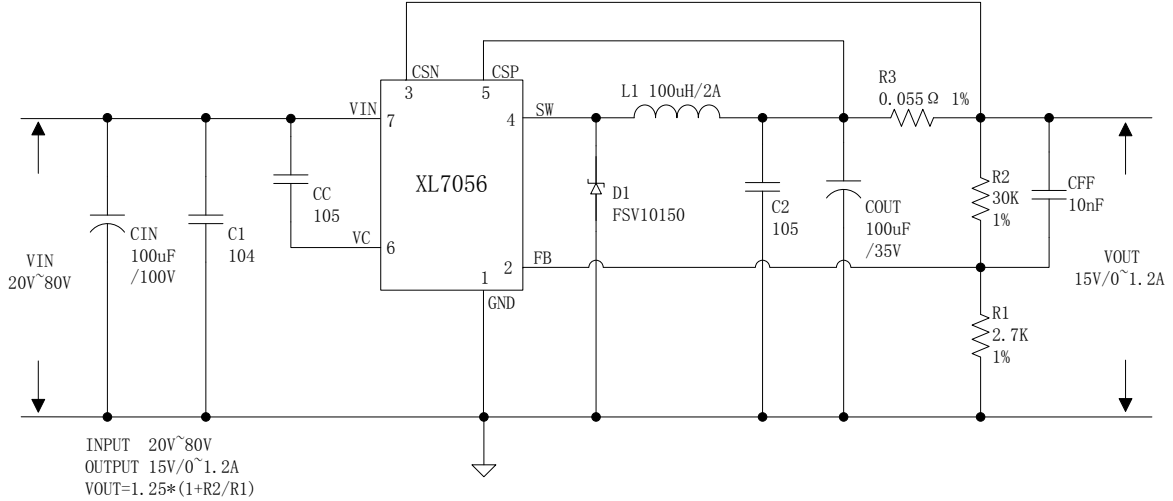 CSN
CSP
3
5
R3
0.055Ω 1%
L1 100uH/2A
VIN
7
4
SW
XL7056
CC
105
D1
FSV10150
R2
30K
1%
CFF
10nF
CIN
100uF
/100V
C1
104
C2
105
COUT
100uF
/35V
VC
6
2
FB
VIN
20V~80V
VOUT
15V/0~1.2A
1
GND
R1
2.7K
1%
INPUT 20V~80V
OUTPUT 15V/0~1.2A
VOUT=1.25*(1+R2/R1)